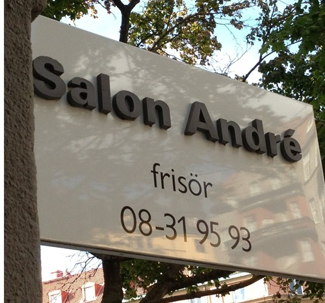 Salon André
frisör
08-31 95 93